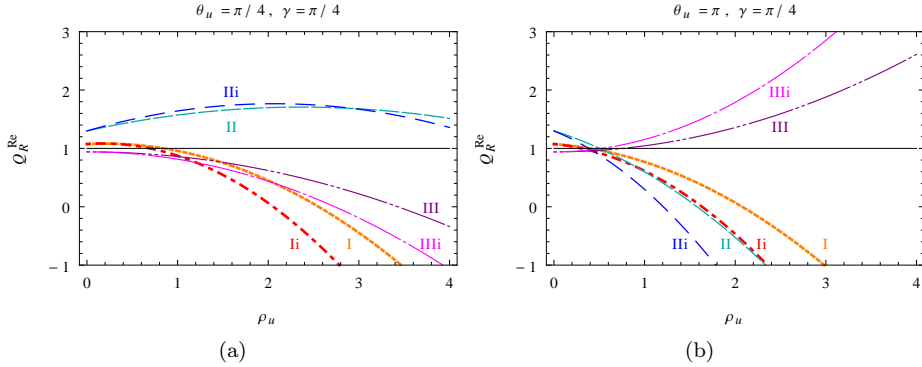 θ_u = π / 4 , γ = π / 4
3
2
1
0
− 1
Q_R^Re
IIi
II
III
Ii
I
IIIi
0 1 2 3 4
ρ_u
(a)
θ_u = π , γ = π / 4
3
2
1
0
− 1
Q_R^Re
IIIi
III
IIi
II
Ii
I
0 1 2 3 4
ρ_u
(b)